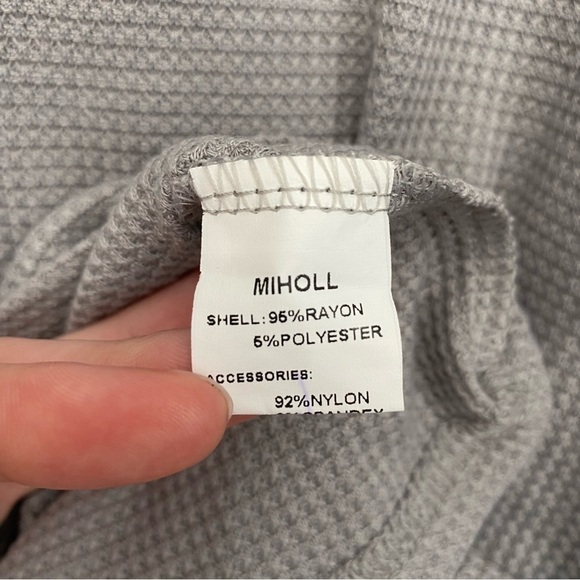 MIHOLL
SHELL:95%RAYON
5%POLYESTER
ACCESSORIES:
92%NYLON